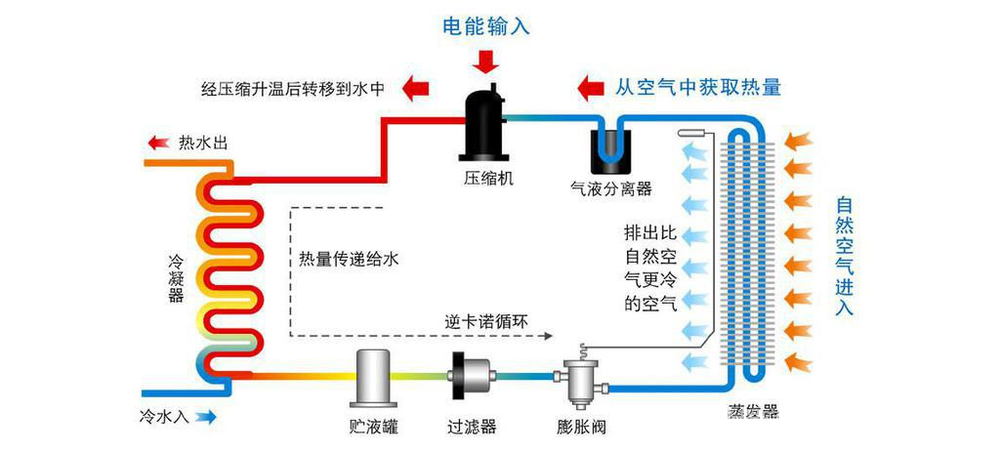 电能输入
经压缩升温后转移到水中
从空气中获取热量
热水出
压缩机
气液分离器
冷凝器
热量传递给水
排出比
自然空
气更冷
的空气
自然空气进入
逆卡诺循环
冷水入
贮液罐
过滤器
膨胀阀
蒸发器